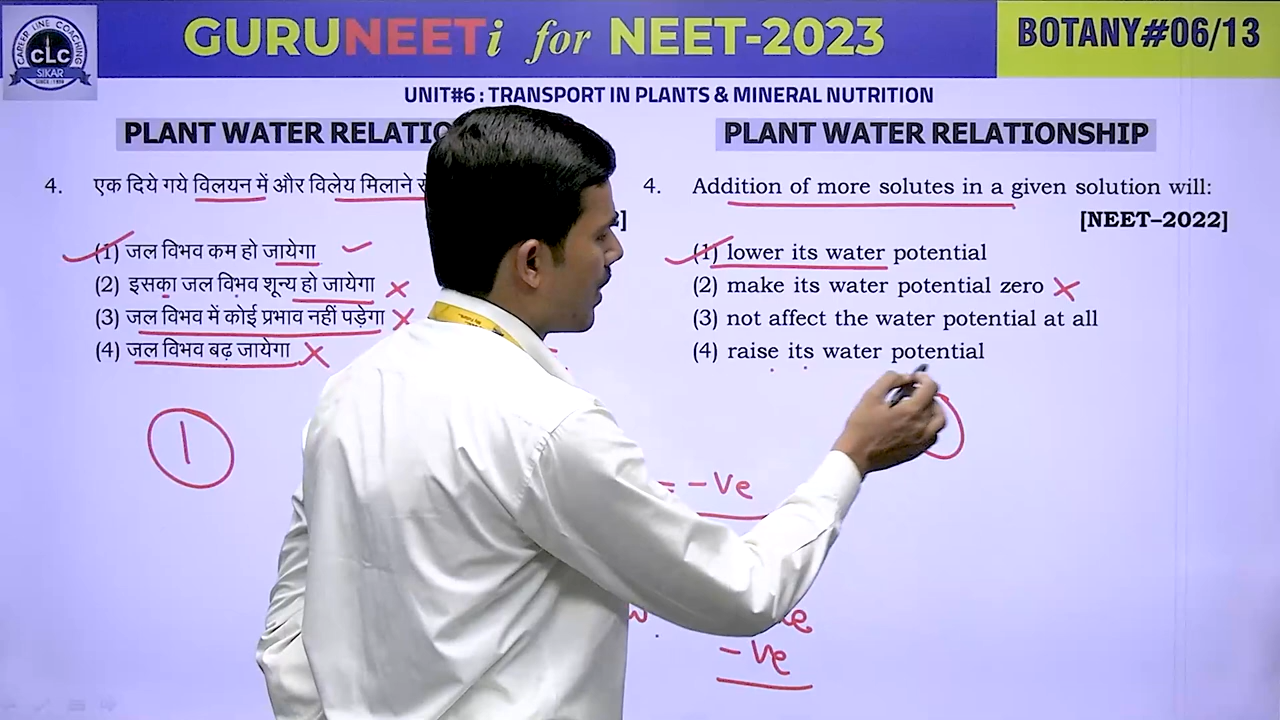 GURUNEETi for NEET-2023
BOTANY#06/13
CAREER LINE COACHING
CLC
SIKAR
UNIT#6 : TRANSPORT IN PLANTS & MINERAL NUTRITION
PLANT WATER RELATIO
4. एक दिये गये विलयन में और विलेय मिलाने
(1) जल विभव कम हो जायेगा
(2) इसका जल विभव शून्य हो जायेगा
(3) जल विभव में कोई प्रभाव नहीं पड़ेगा
(4) जल विभव बढ़ जायेगा
1
PLANT WATER RELATIONSHIP
4. Addition of more solutes in a given solution will:
[NEET–2022]
(1) lower its water potential
(2) make its water potential zero
(3) not affect the water potential at all
(4) raise its water potential
= -ve
-ve